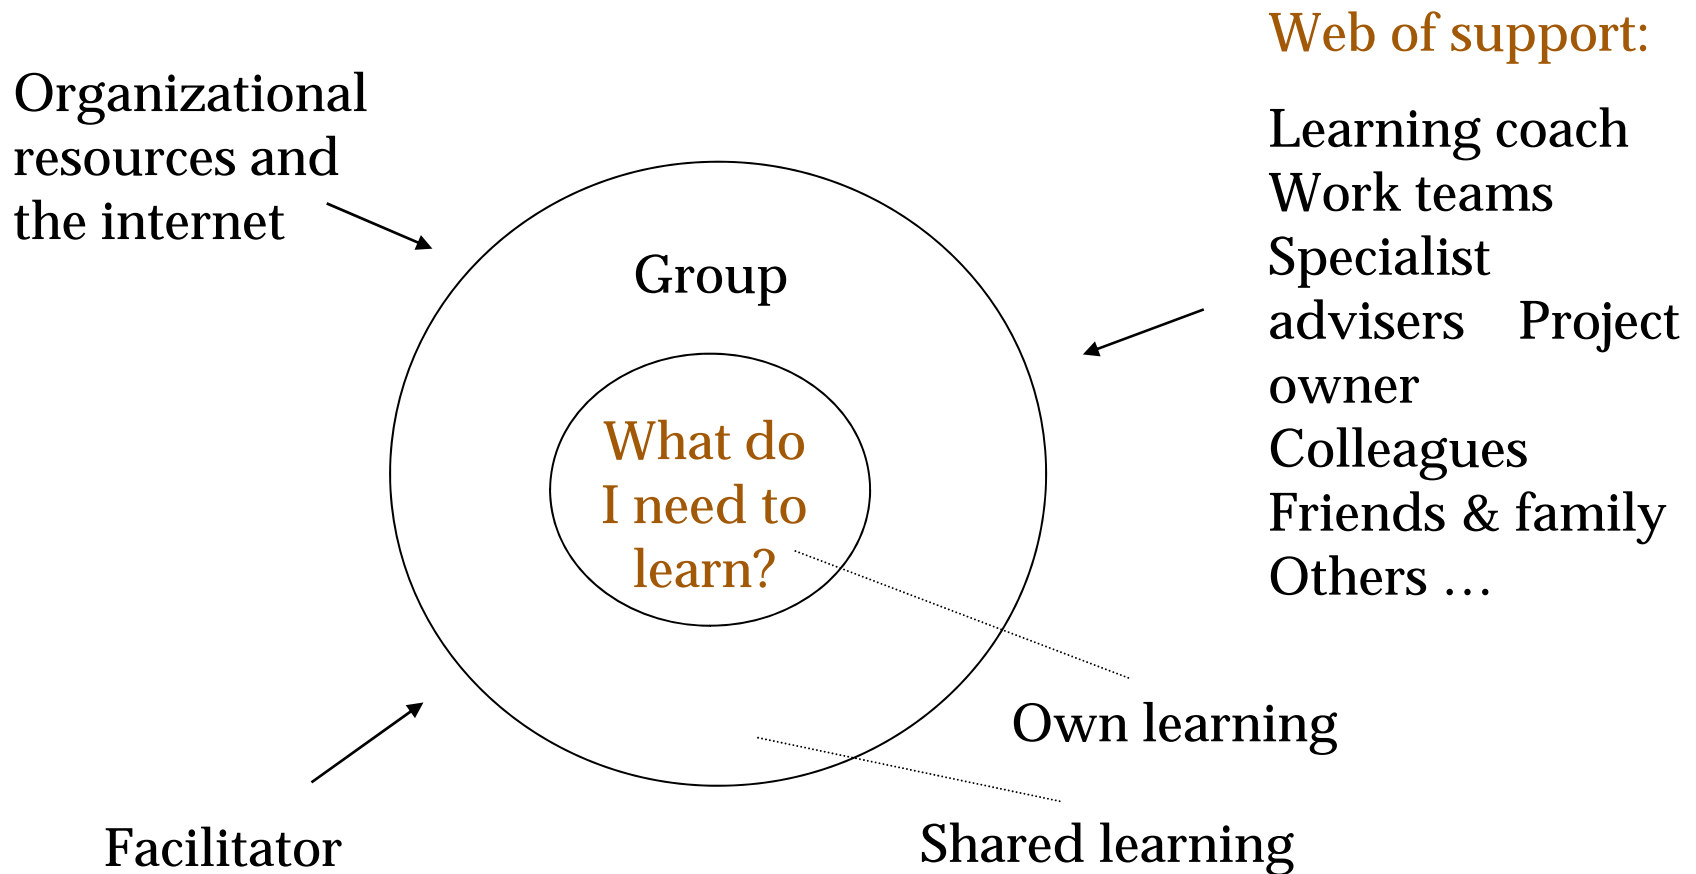 Organizational
resources and
the internet
Group
What do
I need to
learn?
Web of support:
Learning coach
Work teams
Specialist
advisers Project
owner
Colleagues
Friends & family
Others …
Own learning
Shared learning
Facilitator